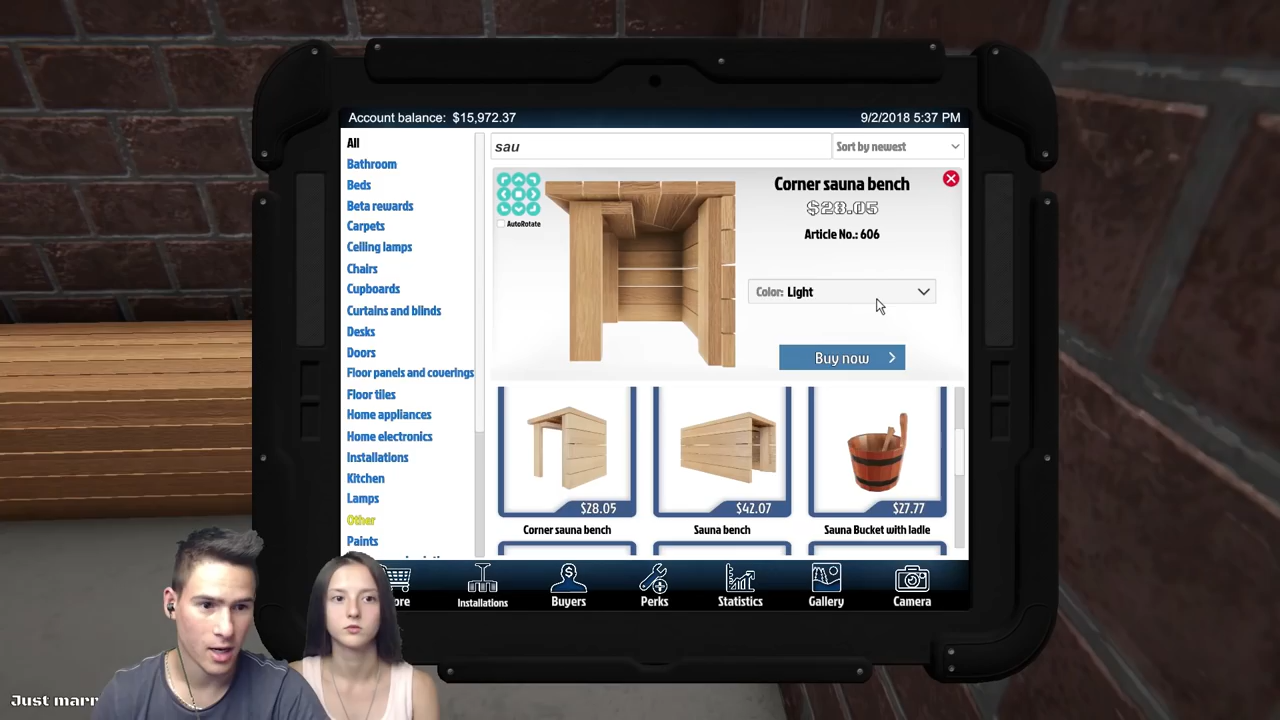 Account balance: $15,972.37
9/2/2018 5:37 PM
All
Bathroom
Beds
Beta rewards
Carpets
Ceiling lamps
Chairs
Cupboards
Curtains and blinds
Desks
Doors
Floor panels and coverings
Floor tiles
Home appliances
Home electronics
Installations
Kitchen
Lamps
Other
Paints
sau
Sort by newest
AutoRotate
Corner sauna bench
$28.05
Article No.: 606
Color: Light
Buy now
$28.05
$42.07
$27.77
Corner sauna bench
Sauna bench
Sauna Bucket with ladle
Installations
Buyers
Perks
Statistics
Gallery
Camera
Just